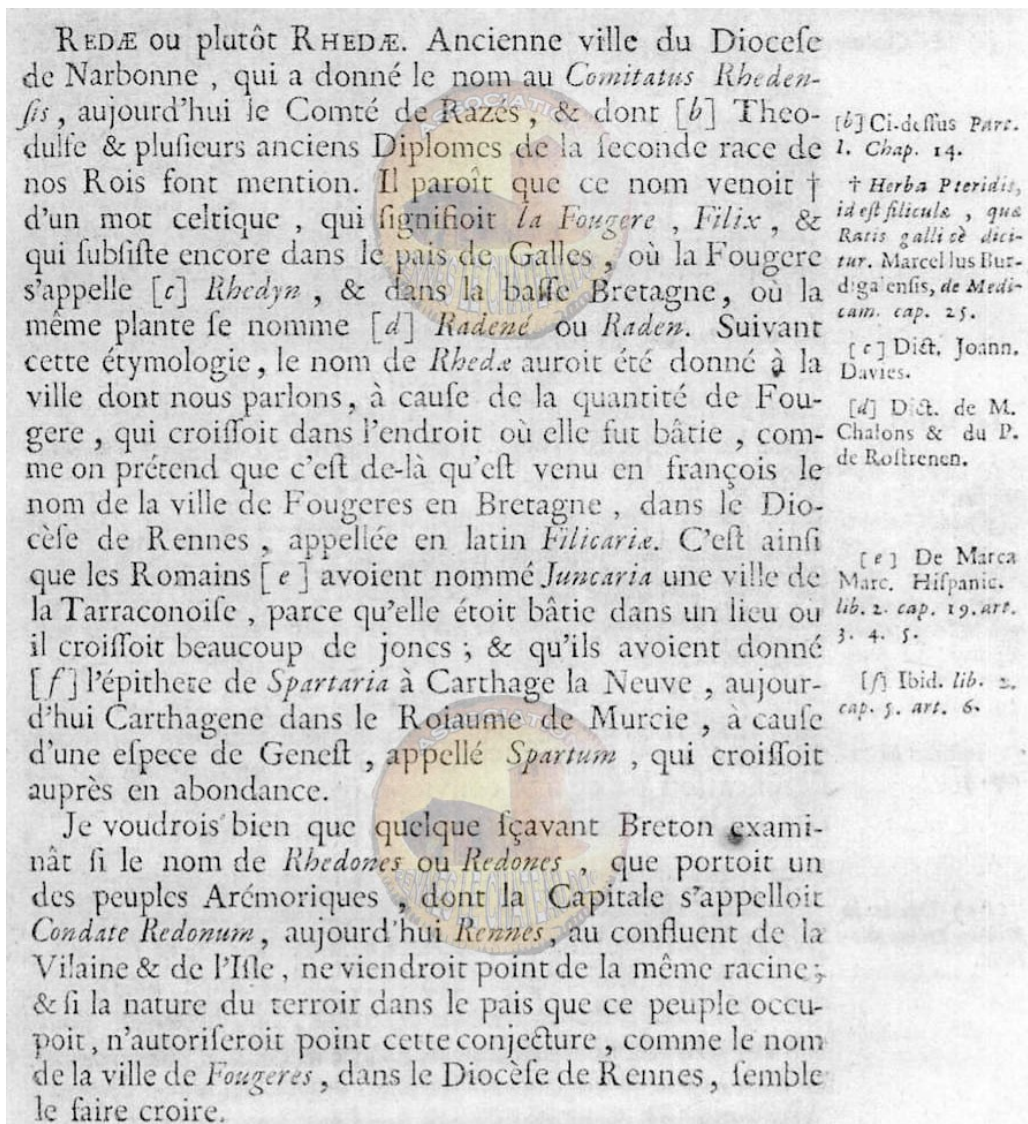 REDÆ ou plutôt RHEDÆ. Ancienne ville du Dioceſe
de Narbonne , qui a donné le nom au Comitatus Rheden-
ſis , aujourd'hui le Comté de Razés , & dont [b] Theo-
dulfe & pluſieurs anciens Diplomes de la ſeconde race de
nos Rois font mention. Il paroît que ce nom venoit †
d'un mot celtique , qui ſignifioit la Fougere , Filix , &
qui ſubſiſte encore dans le païs de Galles , où la Fougere
s'appelle [c] Rhedyn , & dans la baſſe Bretagne, où la
même plante ſe nomme [d] Radené ou Raden. Suivant
cette étymologie, le nom de Rhedæ auroit été donné à la
ville dont nous parlons, à cauſe de la quantité de Fou-
gere , qui croiſſoit dans l'endroit où elle fut bâtie , com-
me on prétend que c'eſt de-là qu'eſt venu en françois le
nom de la ville de Fougeres en Bretagne , dans le Dio-
cèſe de Rennes , appellée en latin Filicariæ. C'eſt ainſi
que les Romains [e] avoient nommé Juncaria une ville de
la Tarraconoiſe , parce qu'elle étoit bâtie dans un lieu où
il croiſſoit beaucoup de joncs ; & qu'ils avoient donné
[f] l'épithete de Spartaria à Carthage la Neuve , aujour-
d'hui Carthagene dans le Roiaume de Murcie , à cauſe
d'une eſpece de Geneſt , appellé Spartum , qui croiſſoit
auprès en abondance.
Je voudrois bien que quelque ſçavant Breton exami-
nât ſi le nom de Rhedones ou Redones , que portoit un
des peuples Arémoriques , dont la Capitale s'appelloit
Condate Redonum , aujourd'hui Rennes , au confluent de la
Vilaine & de l'Iſle , ne viendroit point de la même racine ;
& ſi la nature du terroir dans le païs que ce peuple occu-
poit , n'autoriſeroit point cette conjecture , comme le nom
de la ville de Fougeres , dans le Diocèſe de Rennes , ſemble
le faire croire.
[b] Ci-deſſus Part.
I. Chap. 14.
† Herba Pteridis,
id eſt filiculæ , quæ
Ratis gallicè dici-
tur. Marcellus Bur-
digalenſis, de Medi-
cam. cap. 25.
[c] Dict. Joann.
Davies.
[d] Dict. de M.
Chalons & du P.
de Roſtrenen.
[e] De Marca
Marc. Hiſpanic.
lib. 2. cap. 19. art.
3. 4. 5.
[f] Ibid. lib. 2.
cap. 5. art. 6.
ASSOCIATION
ASSOCIATION